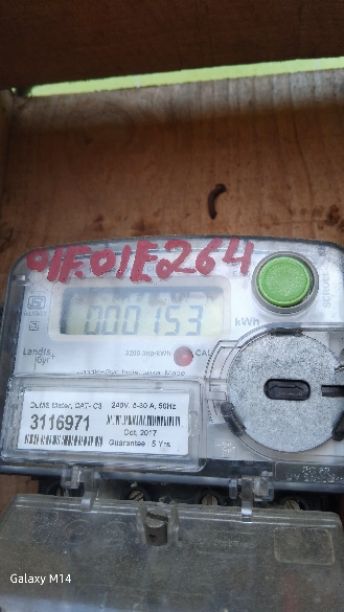 01F.01E264
000153
kWh
Landis
Gyr
3200 imp/kWh
CAL
DLMS Meter, CAT- C3 240V, 5-30 A, 50Hz
3116971
Oct, 2017
Guarantee 5 Yrs
Galaxy M14